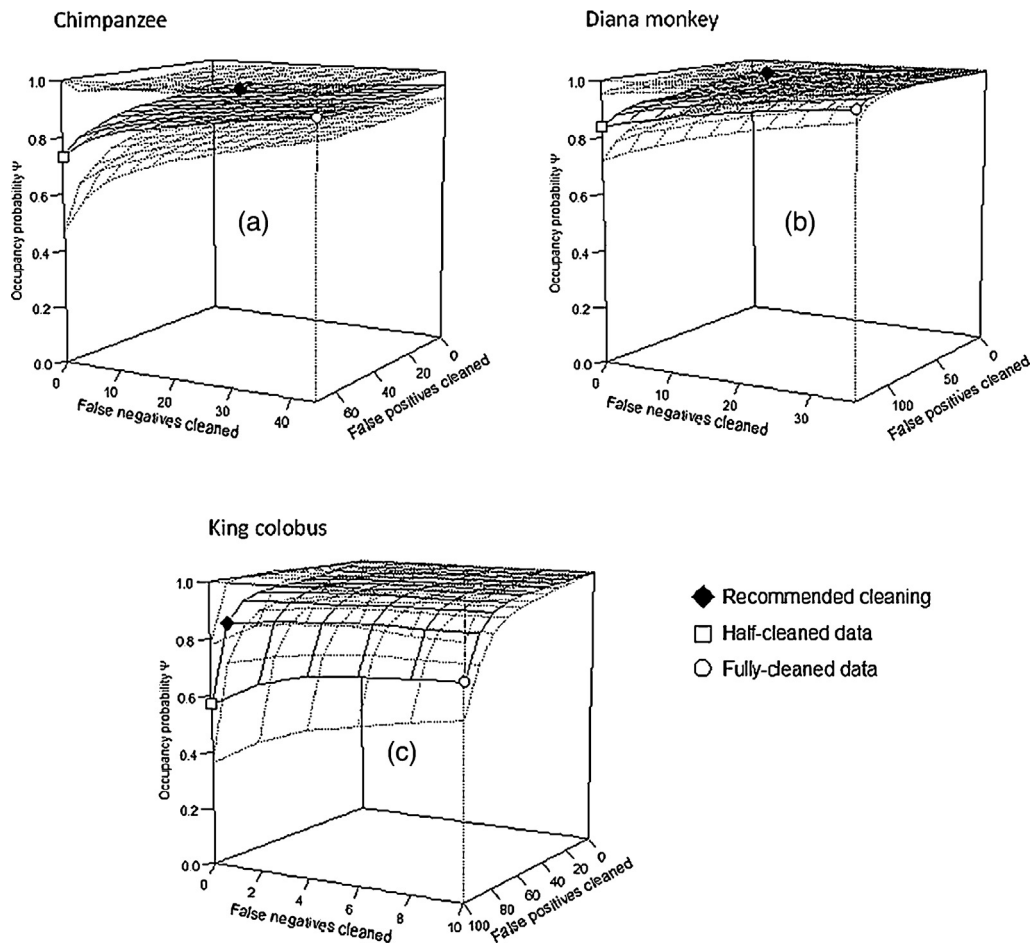 Chimpanzee
Diana monkey
Occupancy probability Ψ
1.0
0.8
0.6
0.4
0.2
0.0
(a)
0
10
20
30
40
False negatives cleaned
60
40
20
0
False positives cleaned
Occupancy probability Ψ
1.0
0.8
0.6
0.4
0.2
0.0
(b)
0
10
20
30
False negatives cleaned
100
50
0
False positives cleaned
King colobus
Occupancy probability Ψ
1.0
0.8
0.6
0.4
0.2
0.0
(c)
0
2
4
6
8
10
False negatives cleaned
100
80
60
40
20
0
False positives cleaned
Recommended cleaning
Half-cleaned data
Fully-cleaned data